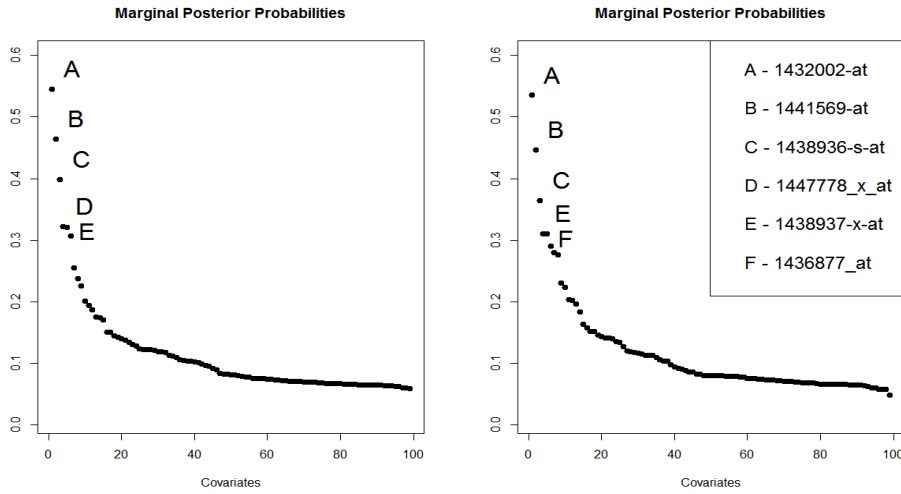 Marginal Posterior Probabilities
0.6
0.5
0.4
0.3
0.2
0.1
0.0
A
B
C
D
E
0
20
40
60
80
100
Covariates
Marginal Posterior Probabilities
0.6
0.5
0.4
0.3
0.2
0.1
0.0
A
B
C
E
F
A - 1432002-at
B - 1441569-at
C - 1438936-s-at
D - 1447778_x_at
E - 1438937-x-at
F - 1436877_at
0
20
40
60
80
100
Covariates